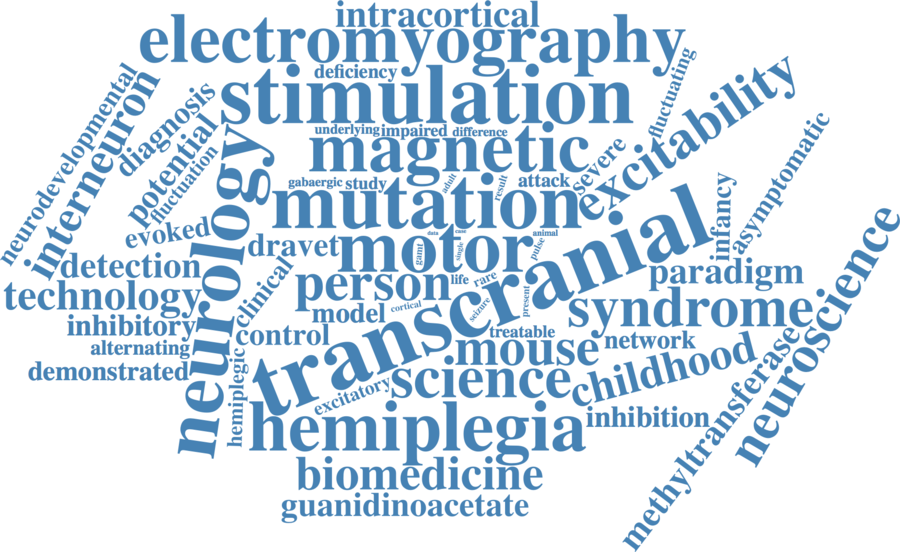 intracortical
electromyography
deficiency
fluctuating
stimulation
excitability
neurodevelopmental
interneuron
diagnosis
potential
fluctuation
underlying
impaired
difference
magnetic
severe
asymptomatic
gabaergic
study
adult
result
attack
mutation
infancy
evoked
neurology
dravet
data
case
animal
motor
gamt
single
pulse
transcranial
detection
clinical
person
life
rare
paradigm
neuroscience
technology
model
cortical
seizure
present
syndrome
inhibitory
control
treatable
alternating
mouse
network
demonstrated
hemiplegic
excitatory
science
childhood
methyltransferase
hemiplegia
inhibition
biomedicine
guanidinoacetate